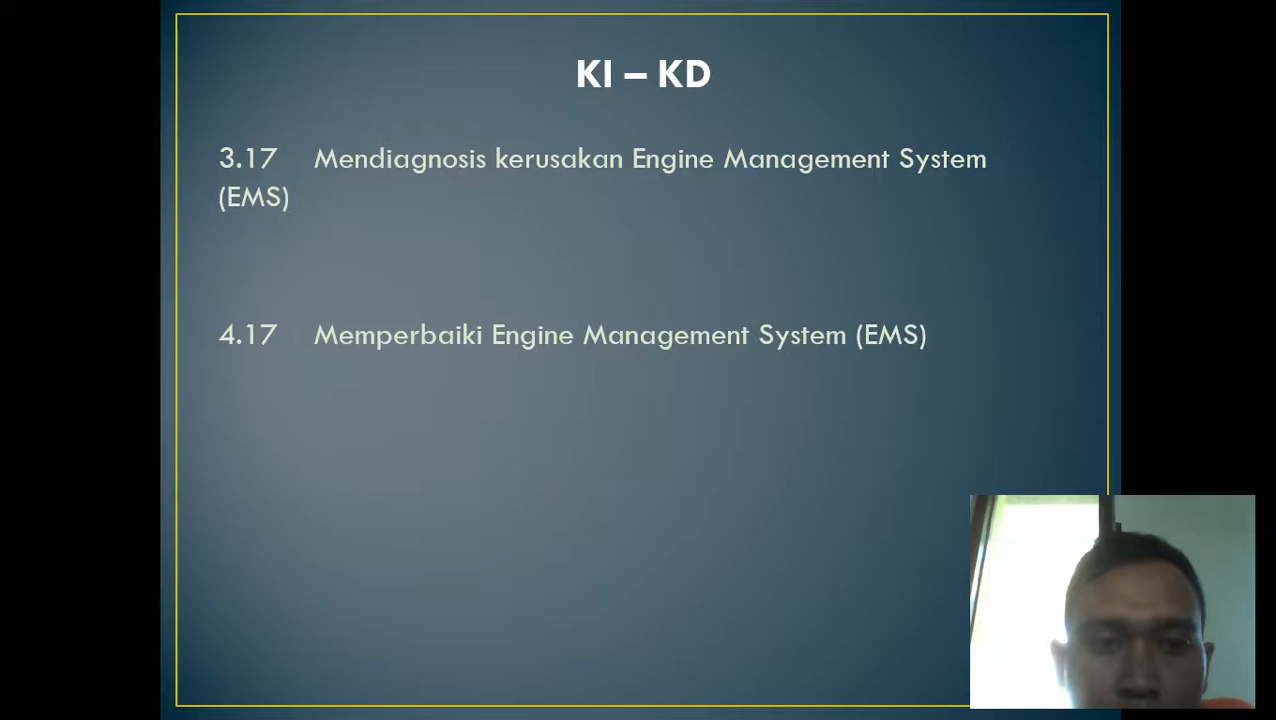 KI – KD
3.17 Mendiagnosis kerusakan Engine Management System
(EMS)
4.17 Memperbaiki Engine Management System (EMS)